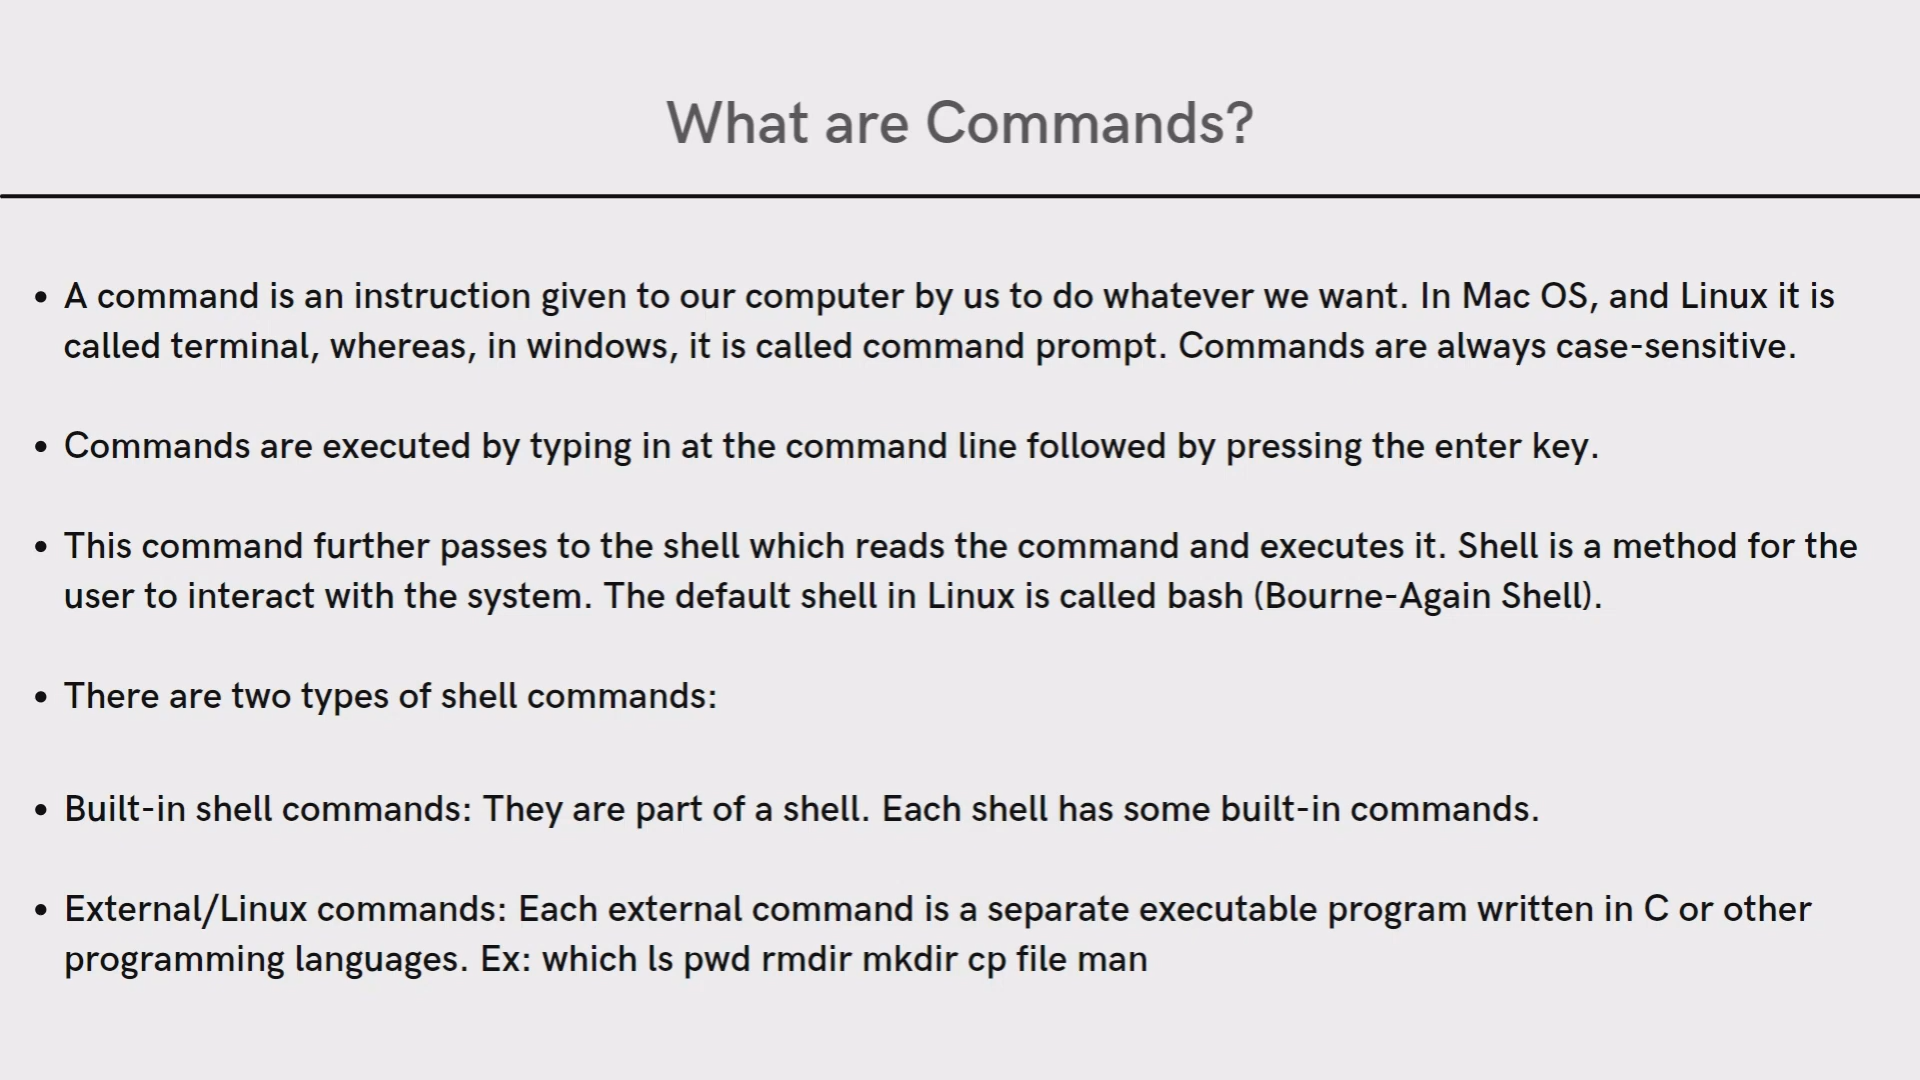 What are Commands?
• A command is an instruction given to our computer by us to do whatever we want. In Mac OS, and Linux it is
called terminal, whereas, in windows, it is called command prompt. Commands are always case-sensitive.
• Commands are executed by typing in at the command line followed by pressing the enter key.
• This command further passes to the shell which reads the command and executes it. Shell is a method for the
user to interact with the system. The default shell in Linux is called bash (Bourne-Again Shell).
• There are two types of shell commands:
• Built-in shell commands: They are part of a shell. Each shell has some built-in commands.
• External/Linux commands: Each external command is a separate executable program written in C or other
programming languages. Ex: which ls pwd rmdir mkdir cp file man